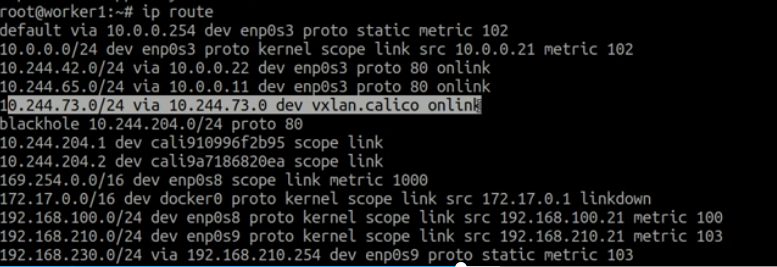 root@worker1:~# ip route
default via 10.0.0.254 dev enp0s3 proto static metric 102
10.0.0.0/24 dev enp0s3 proto kernel scope link src 10.0.0.21 metric 102
10.244.42.0/24 via 10.0.0.22 dev enp0s3 proto 80 onlink
10.244.65.0/24 via 10.0.0.11 dev enp0s3 proto 80 onlink
10.244.73.0/24 via 10.244.73.0 dev vxlan.calico onlink
blackhole 10.244.204.0/24 proto 80
10.244.204.1 dev cali910996f2b95 scope link
10.244.204.2 dev cali9a7186820ea scope link
169.254.0.0/16 dev enp0s8 scope link metric 1000
172.17.0.0/16 dev docker0 proto kernel scope link src 172.17.0.1 linkdown
192.168.100.0/24 dev enp0s8 proto kernel scope link src 192.168.100.21 metric 100
192.168.210.0/24 dev enp0s9 proto kernel scope link src 192.168.210.21 metric 103
192.168.230.0/24 via 192.168.210.254 dev enp0s9 proto static metric 103